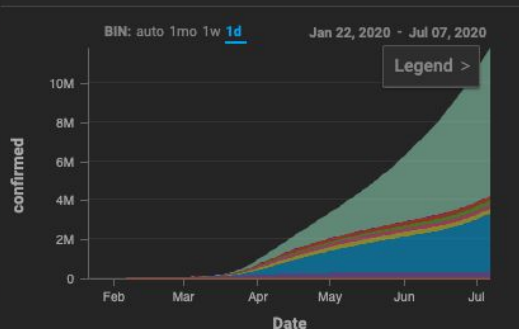 BIN: auto 1mo 1w 1d
Jan 22, 2020 - Jul 07, 2020
Legend >
10M
8M
6M
4M
2M
0
confirmed
Feb Mar Apr May Jun Jul
Date